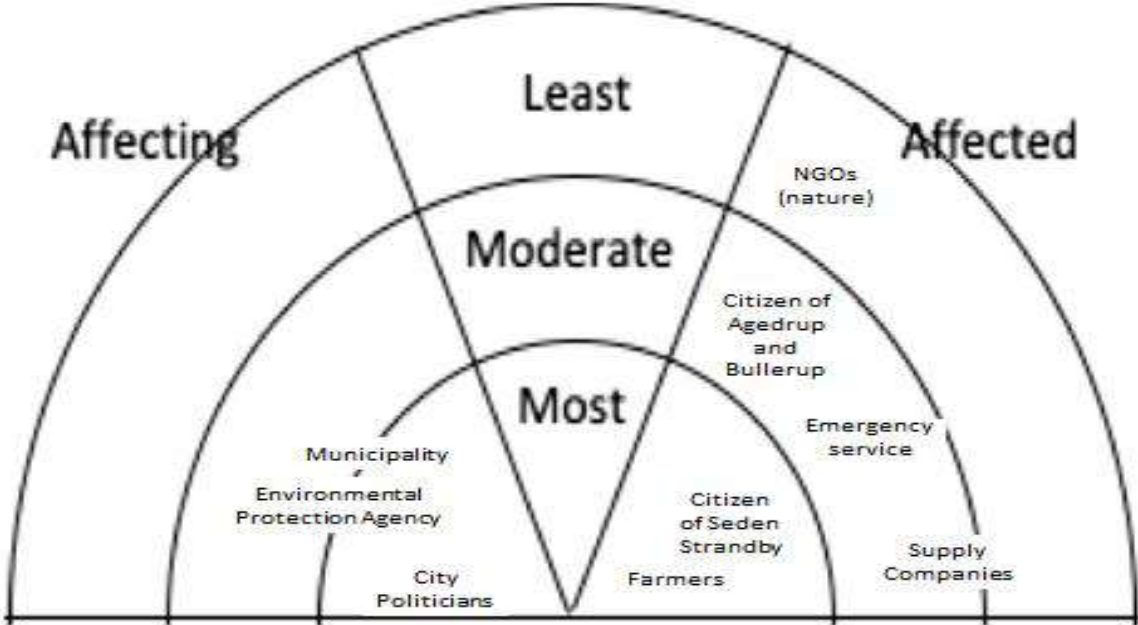 Least
Affecting
Affected
NGOs
(nature)
Moderate
Citizen of
Agedrup
and
Bullerup
Most
Emergency
service
Municipality
Environmental
Protection Agency
Citizen
of Seden
Strandby
Supply
Companies
City
Politicians
Farmers